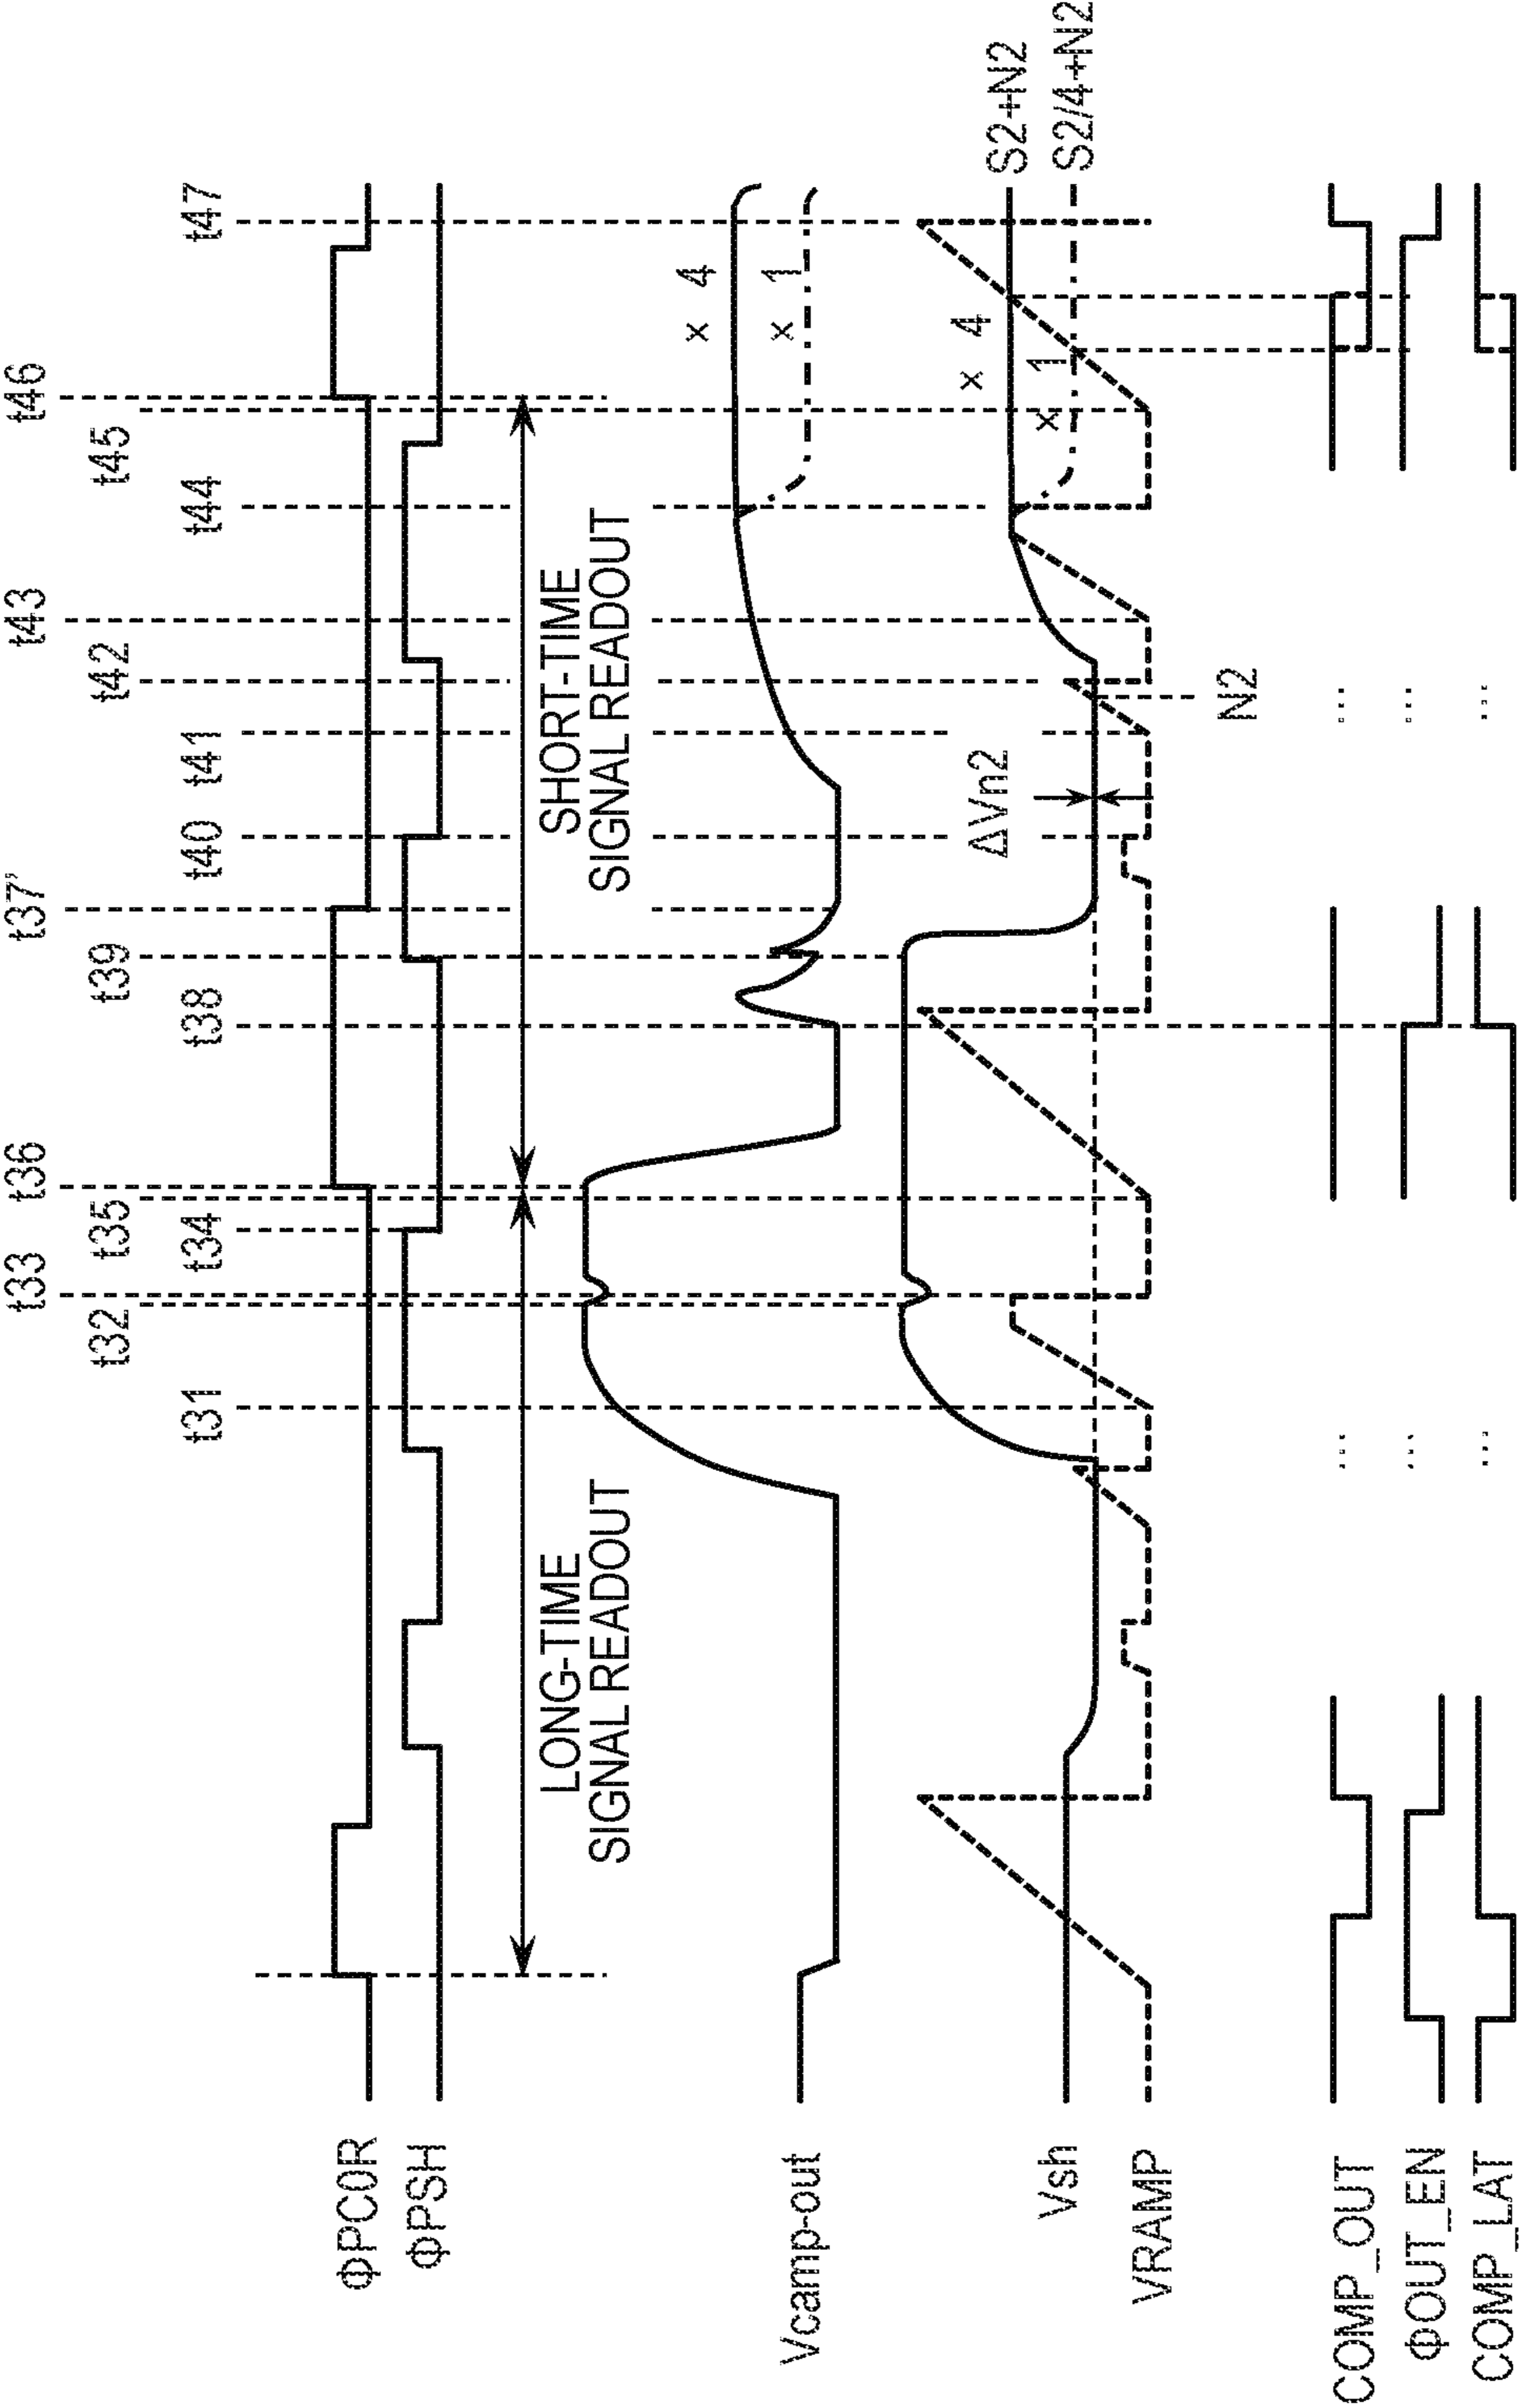 t33
t36
t37'
t43
t46
t32
t35
t39
t42
t45
t31
t34
t38
t40
t41
t44
t47
ΦPC0R
ΦPSH
LONG-TIME
SIGNAL READOUT
SHORT-TIME
SIGNAL READOUT
Vcamp-out
× 4
× 1
Vsh
ΔVn2
× 4
× 1
S2+N2
S2/4+N2
VRAMP
N2
COMP_OUT
...
...
ΦOUT_EN
...
...
COMP_LAT
...
...